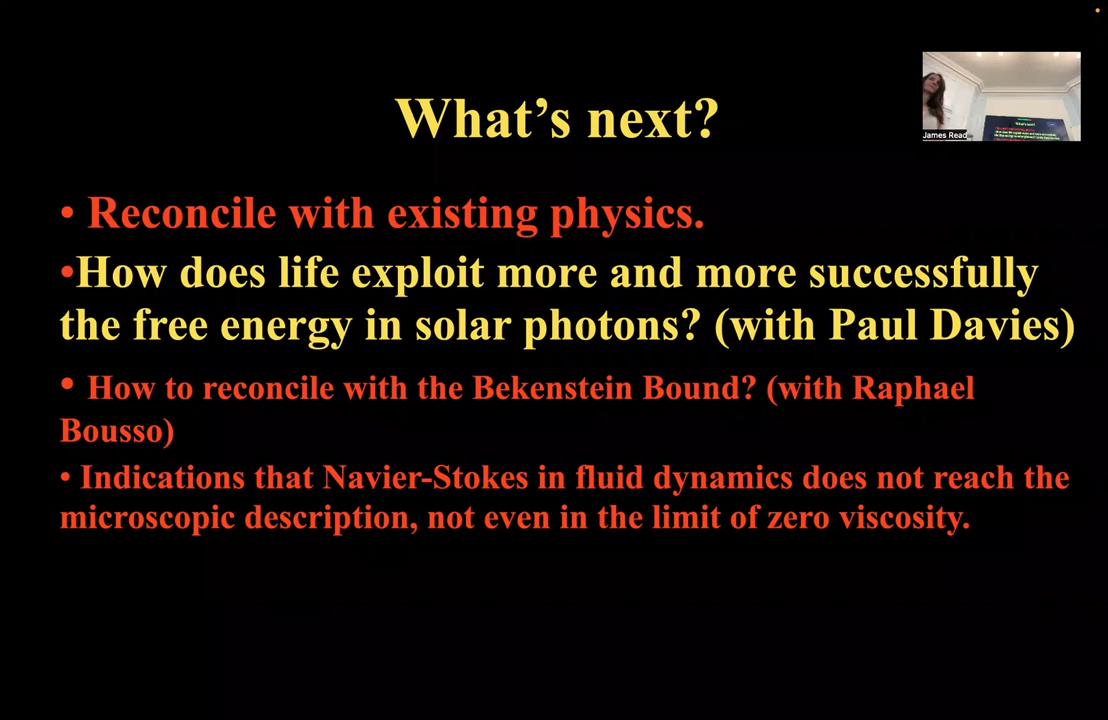 What’s next?
James Read
• Reconcile with existing physics.
•How does life exploit more and more successfully
the free energy in solar photons? (with Paul Davies)
• How to reconcile with the Bekenstein Bound? (with Raphael
Bousso)
• Indications that Navier-Stokes in fluid dynamics does not reach the
microscopic description, not even in the limit of zero viscosity.